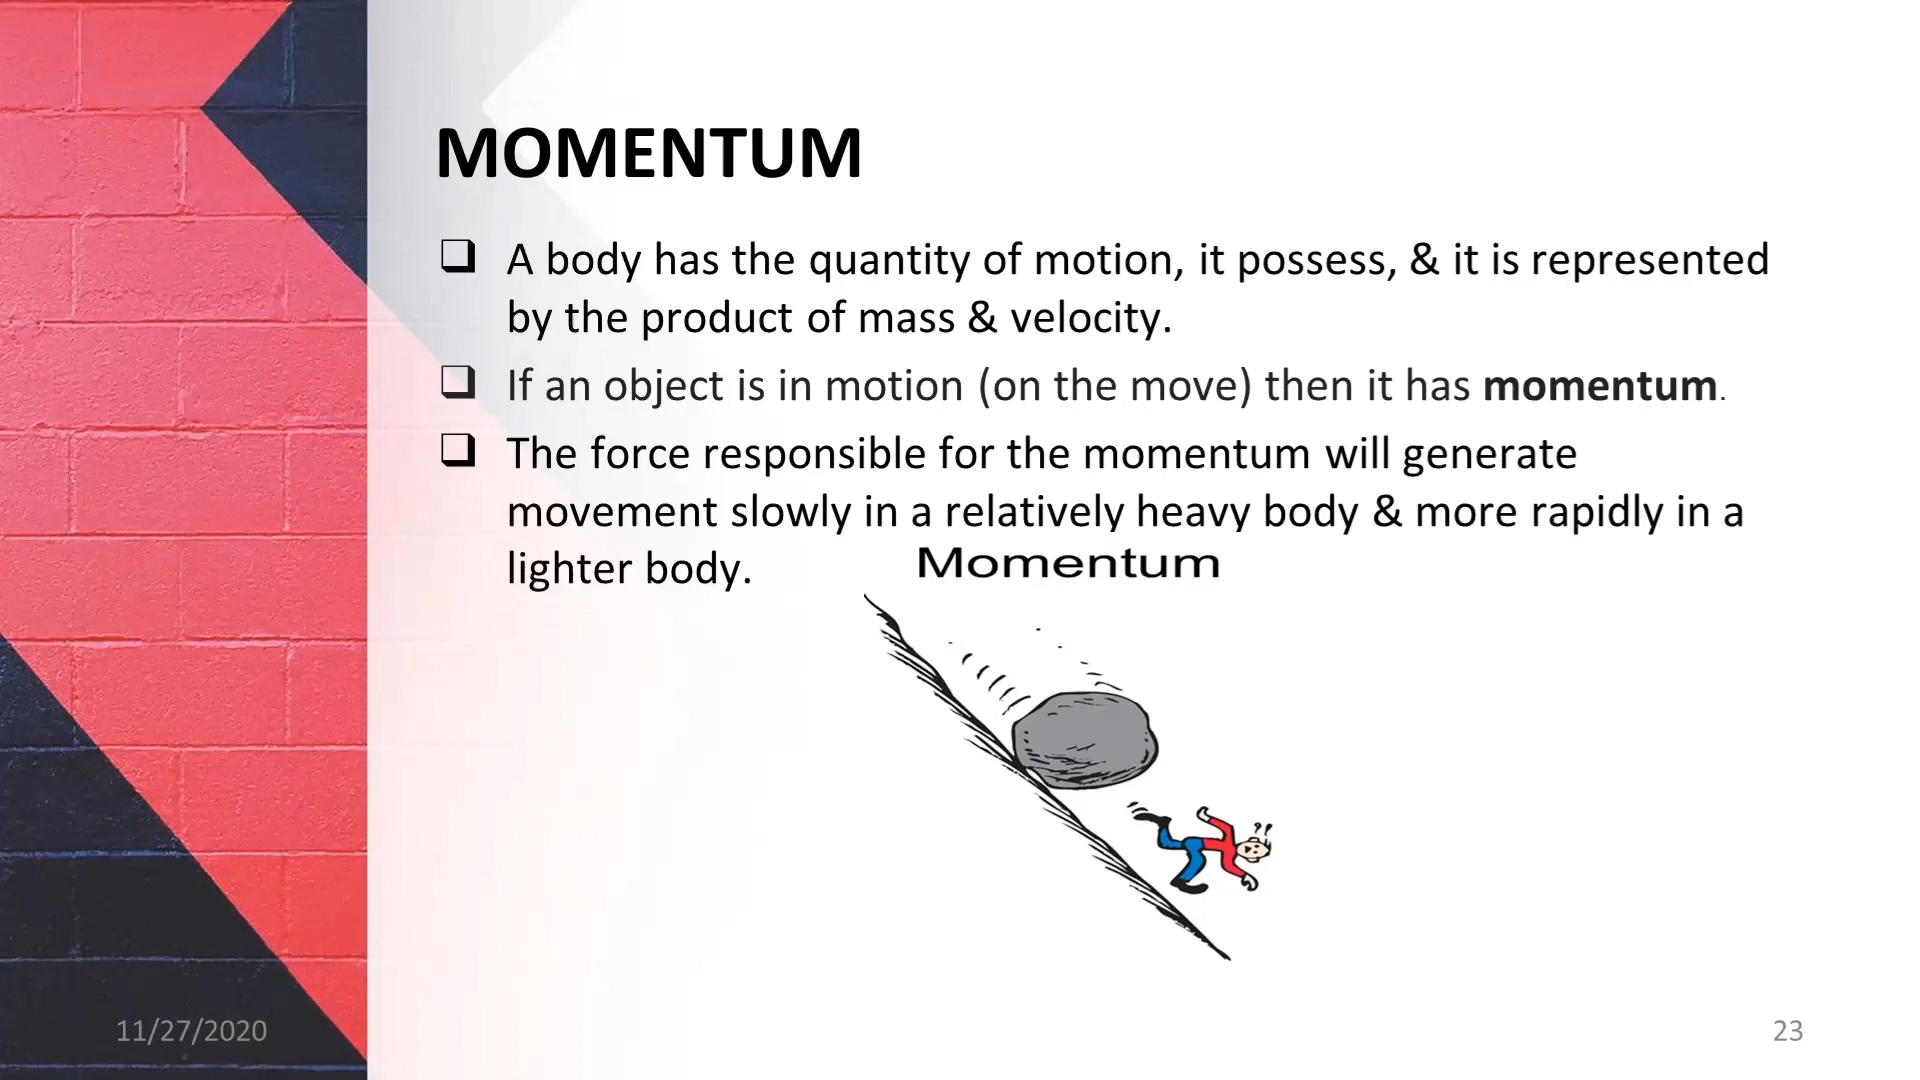 MOMENTUM
❑ A body has the quantity of motion, it possess, & it is represented
by the product of mass & velocity.
❑ If an object is in motion (on the move) then it has momentum.
❑ The force responsible for the momentum will generate
movement slowly in a relatively heavy body & more rapidly in a
lighter body.
Momentum
??
11/27/2020
23